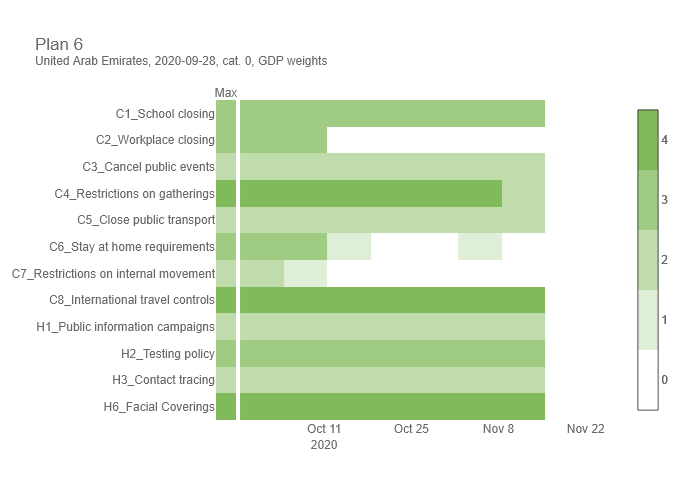 Plan 6
United Arab Emirates, 2020-09-28, cat. 0, GDP weights
Max
C1_School closing
C2_Workplace closing
C3_Cancel public events
C4_Restrictions on gatherings
C5_Close public transport
C6_Stay at home requirements
C7_Restrictions on internal movement
C8_International travel controls
H1_Public information campaigns
H2_Testing policy
H3_Contact tracing
H6_Facial Coverings
Oct 11 Oct 25 Nov 8 Nov 22
2020
4
3
2
1
0